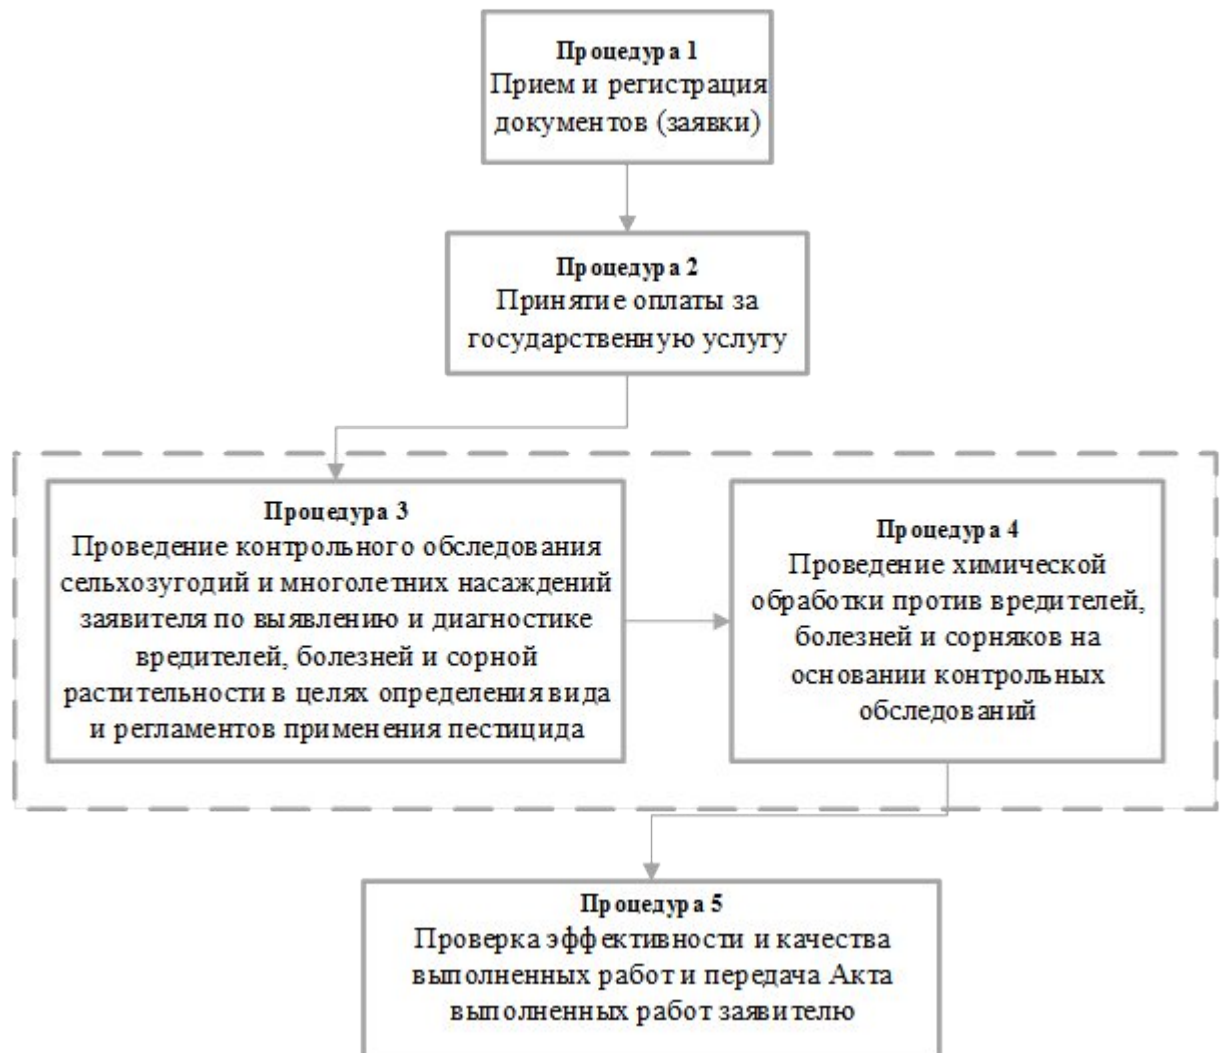 Процедура 1
Прием и регистрация
документов (заявки)
Процедура 2
Принятие оплаты за
государственную услугу
Процедура 3
Проведение контрольного обследования
сельхозугодий и многолетних насаждений
заявителя по выявлению и диагностике
вредителей, болезней и сорной
растительности в целях определения вида
и регламентов применения пестицида
Процедура 4
Проведение химической
обработки против вредителей,
болезней и сорняков на
основании контрольных
обследований
Процедура 5
Проверка эффективности и качества
выполненных работ и передача Акта
выполненных работ заявителю